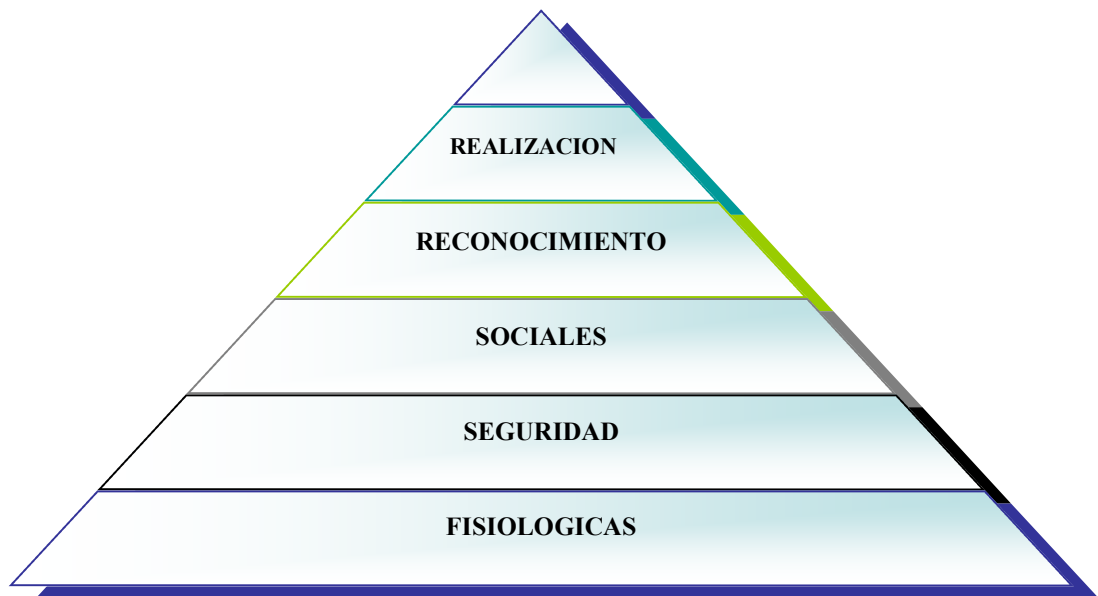 REALIZACION
RECONOCIMIENTO
SOCIALES
SEGURIDAD
FISIOLOGICAS